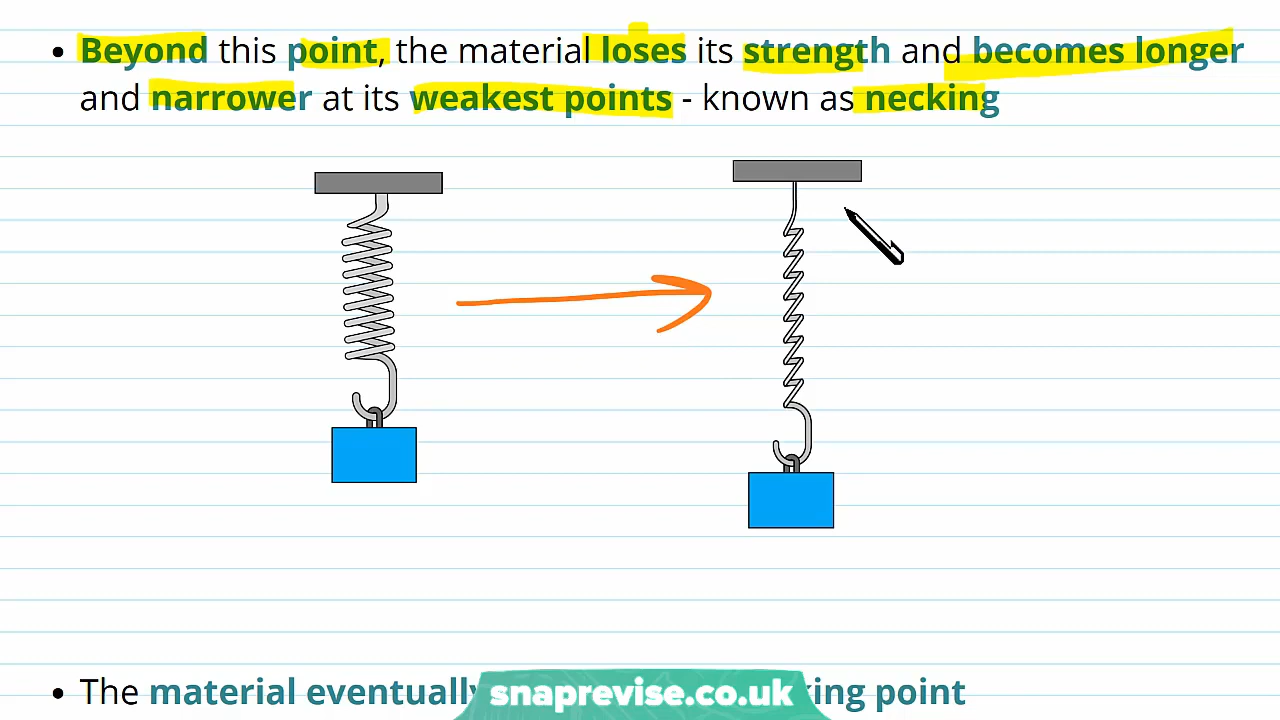 • Beyond this point, the material loses its strength and becomes longer
and narrower at its weakest points - known as necking
• The material eventually king point
snaprevise.co.uk